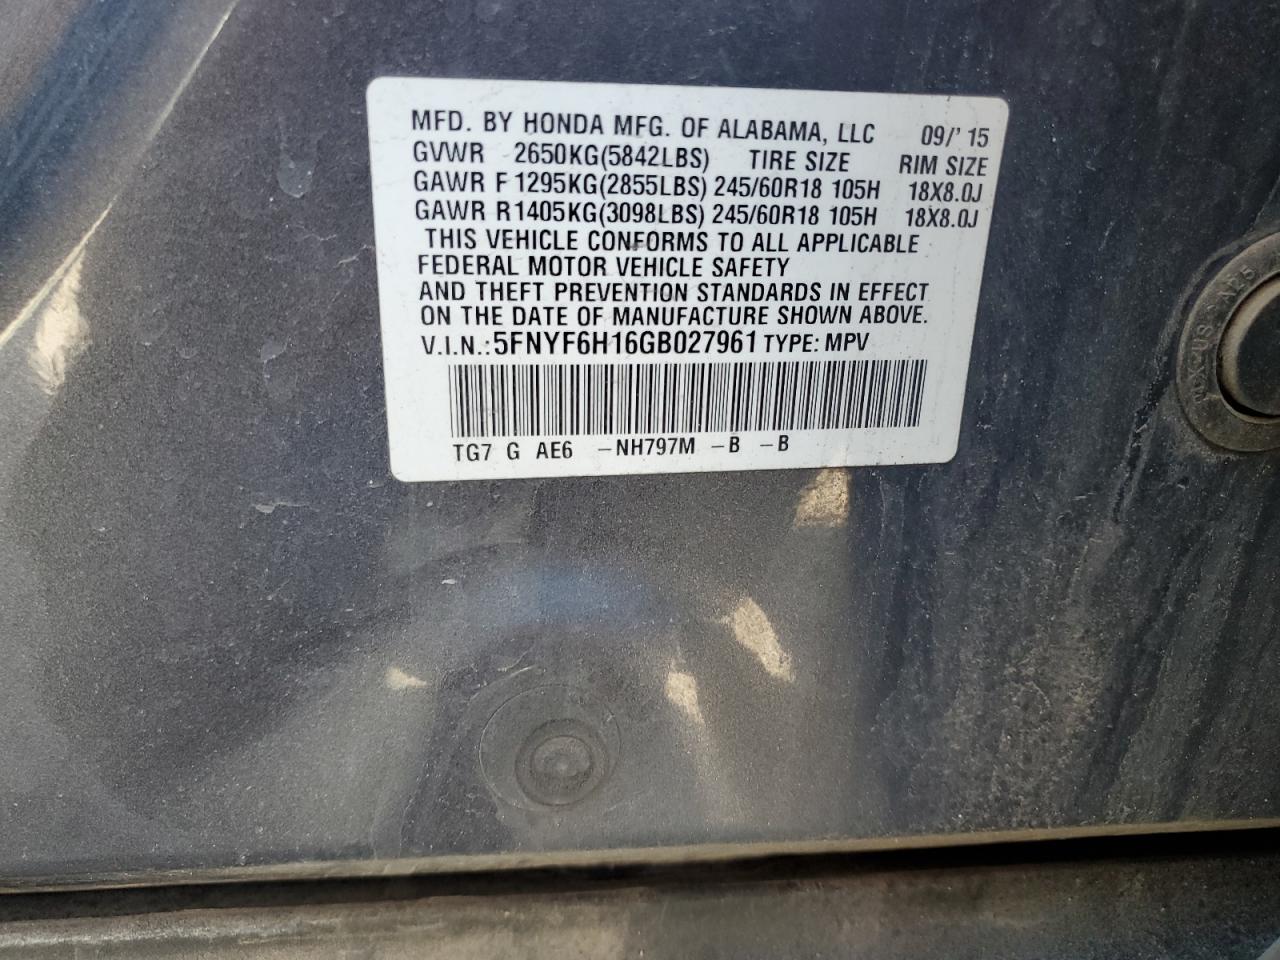 MFD. BY HONDA MFG. OF ALABAMA, LLC 09/'15
GVWR 2650KG(5842LBS) TIRE SIZE RIM SIZE
GAWR F 1295KG(2855LBS) 245/60R18 105H 18X8.0J
GAWR R1405KG(3098LBS) 245/60R18 105H 18X8.0J
THIS VEHICLE CONFORMS TO ALL APPLICABLE
FEDERAL MOTOR VEHICLE SAFETY
AND THEFT PREVENTION STANDARDS IN EFFECT
ON THE DATE OF MANUFACTURE SHOWN ABOVE.
V.I.N.: 5FNYF6H16GB027961 TYPE: MPV
TG7 G AE6 -NH797M -B -B